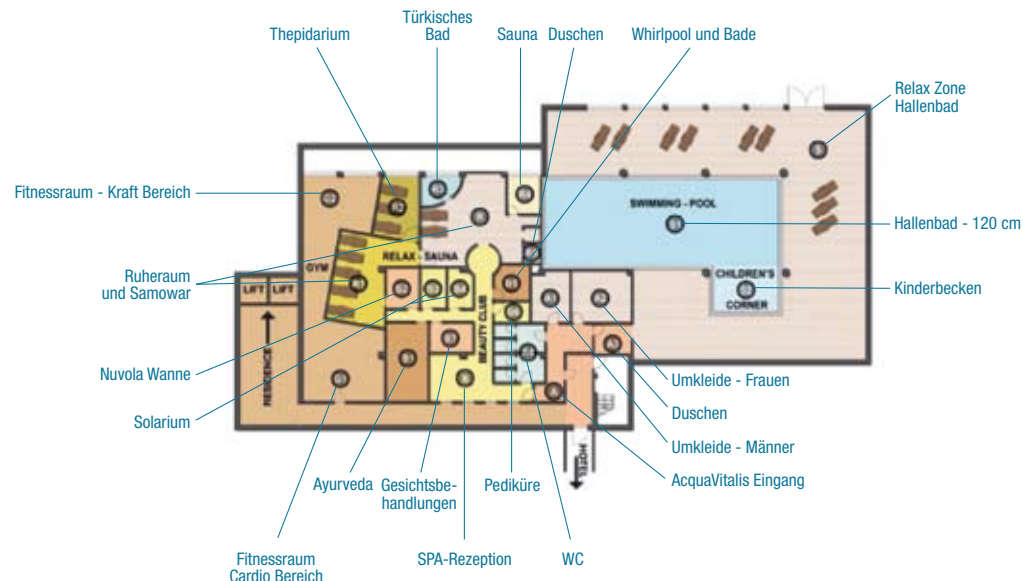 Türkisches
Bad
Thepidarium
Sauna
Duschen
Whirlpool und Bade
Relax Zone
Hallenbad
Fitnessraum - Kraft Bereich
SWIMMING - POOL
Hallenbad - 120 cm
RELAX - SAUNA
GYM
Ruheraum
und Samowar
CHILDREN'S
CORNER
Kinderbecken
LIFT
LIFT
BEAUTY CLUB
RESIDENCE
Nuvola Wanne
Umkleide - Frauen
Solarium
Duschen
Umkleide - Männer
HOTEL
Ayurveda
Gesichtsbe-
handlungen
Pediküre
AcquaVitalis Eingang
Fitnessraum
Cardio Bereich
SPA-Rezeption
WC